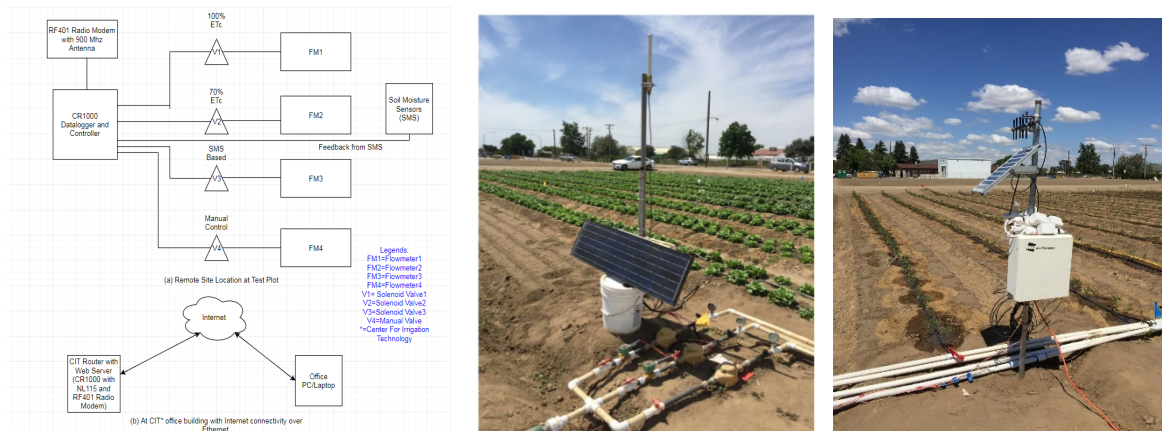 RF401 Radio Modem
with 900 Mhz
Antenna
CR1000
Datalogger and
Controller
100%
ETc
V1
FM1
70%
ETc
V2
FM2
Soil Moisture
Sensors
(SMS)
Feedback from SMS
SMS
Based
V3
FM3
Manual
Control
V4
FM4
Legends:
FM1=Flowmeter1
FM2=Flowmeter2
FM3=Flowmeter3
FM4=Flowmeter4
V1= Solenoid Valve1
V2=Solenoid Valve2
V3=Solenoid Valve3
V4=Manual Valve
*=Center For Irrigation
Technology
(a) Remote Site Location at Test Plot
Internet
CIT Router with
Web Server
(CR1000 with
NL115 and
RF401 Radio
Modem)
Office
PC/Laptop
(b) At CIT* office building with Internet connectivity over
Ethernet